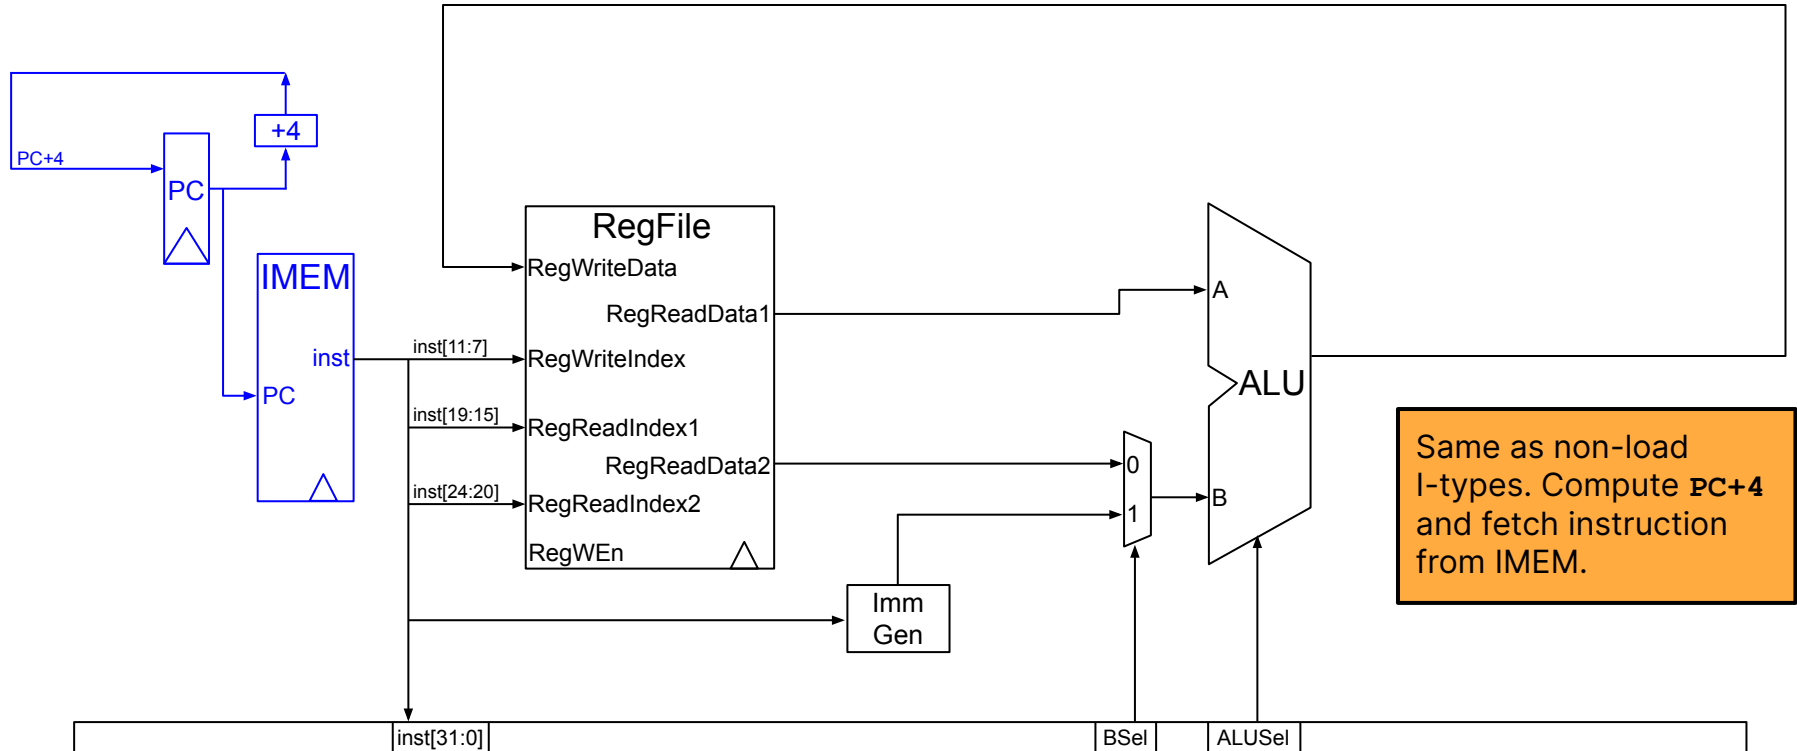 +4
PC+4
PC
IMEM
inst
PC
inst[11:7]
inst[19:15]
inst[24:20]
RegFile
RegWriteData
RegReadData1
RegWriteIndex
RegReadIndex1
RegReadData2
RegReadIndex2
RegWEn
Imm
Gen
0
1
A
B
ALU
Same as non-load
I-types. Compute PC+4
and fetch instruction
from IMEM.
inst[31:0]
BSel
ALUSel